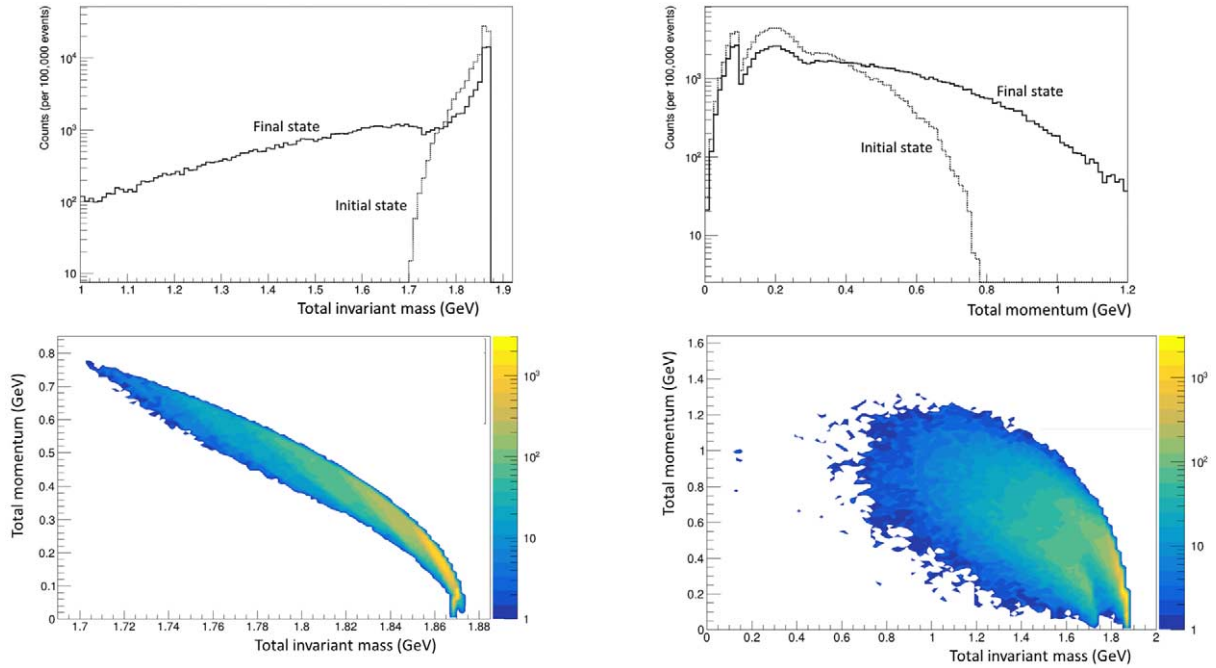 Counts (per 100,000 events)
10⁴
10³
10²
10
Final state
Initial state
1 1.1 1.2 1.3 1.4 1.5 1.6 1.7 1.8 1.9
Total invariant mass (GeV)
Counts (per 100,000 events)
10³
10²
10
Final state
Initial state
0 0.2 0.4 0.6 0.8 1 1.2
Total momentum (GeV)
Total momentum (GeV)
0.8
0.7
0.6
0.5
0.4
0.3
0.2
0.1
0
1.7 1.72 1.74 1.76 1.78 1.8 1.82 1.84 1.86 1.88
Total invariant mass (GeV)
10³
10²
10
1
Total momentum (GeV)
1.6
1.4
1.2
1
0.8
0.6
0.4
0.2
0
0 0.2 0.4 0.6 0.8 1 1.2 1.4 1.6 1.8 2
Total invariant mass (GeV)
10³
10²
10
1